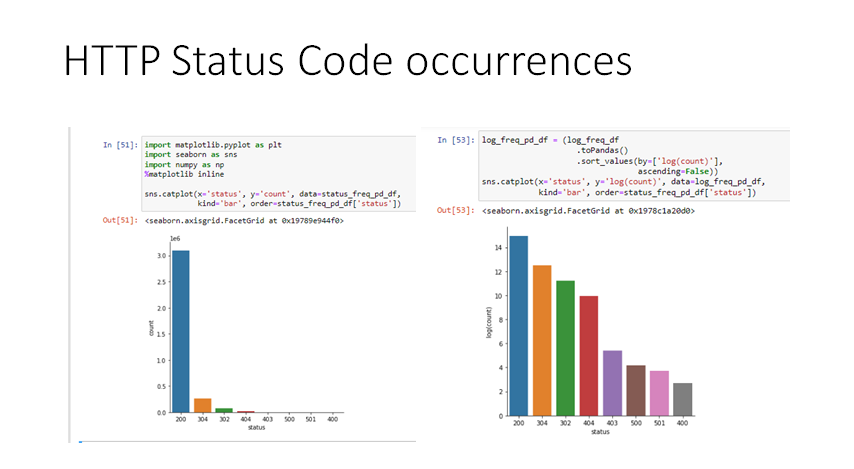 HTTP Status Code occurrences
In [51]: import matplotlib.pyplot as plt
import seaborn as sns
import numpy as np
%matplotlib inline
sns.catplot(x='status', y='count', data=status_freq_pd_df,
kind='bar', order=status_freq_pd_df['status'])
Out[51]: <seaborn.axisgrid.FacetGrid at 0x19789e944f0>
1e6
3.0
2.5
2.0
1.5
1.0
0.5
0.0
count
200 304 302 404 403 500 501 400
status
In [53]: log_freq_pd_df = (log_freq_df
.toPandas()
.sort_values(by=['log(count)'],
ascending=False))
sns.catplot(x='status', y='log(count)', data=log_freq_pd_df,
kind='bar', order=status_freq_pd_df['status'])
Out[53]: <seaborn.axisgrid.FacetGrid at 0x1978c1a20d0>
14
12
10
8
6
4
2
0
log(count)
200 304 302 404 403 500 501 400
status